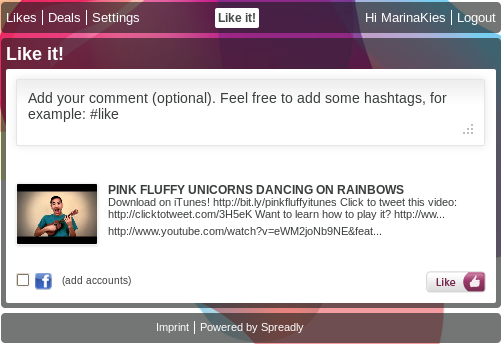 Likes | Deals | Settings
Like it!
Hi MarinaKies | Logout
Like it!
Add your comment (optional). Feel free to add some hashtags, for
example: #like
PINK FLUFFY UNICORNS DANCING ON RAINBOWS
Download on iTunes! http://bit.ly/pinkfluffyitunes Click to tweet this video:
http://clicktotweet.com/3H5eK Want to learn how to play it? http://ww...
http://www.youtube.com/watch?v=eWM2joNb9NE&feat...
(add accounts)
Like
Imprint | Powered by Spreadly